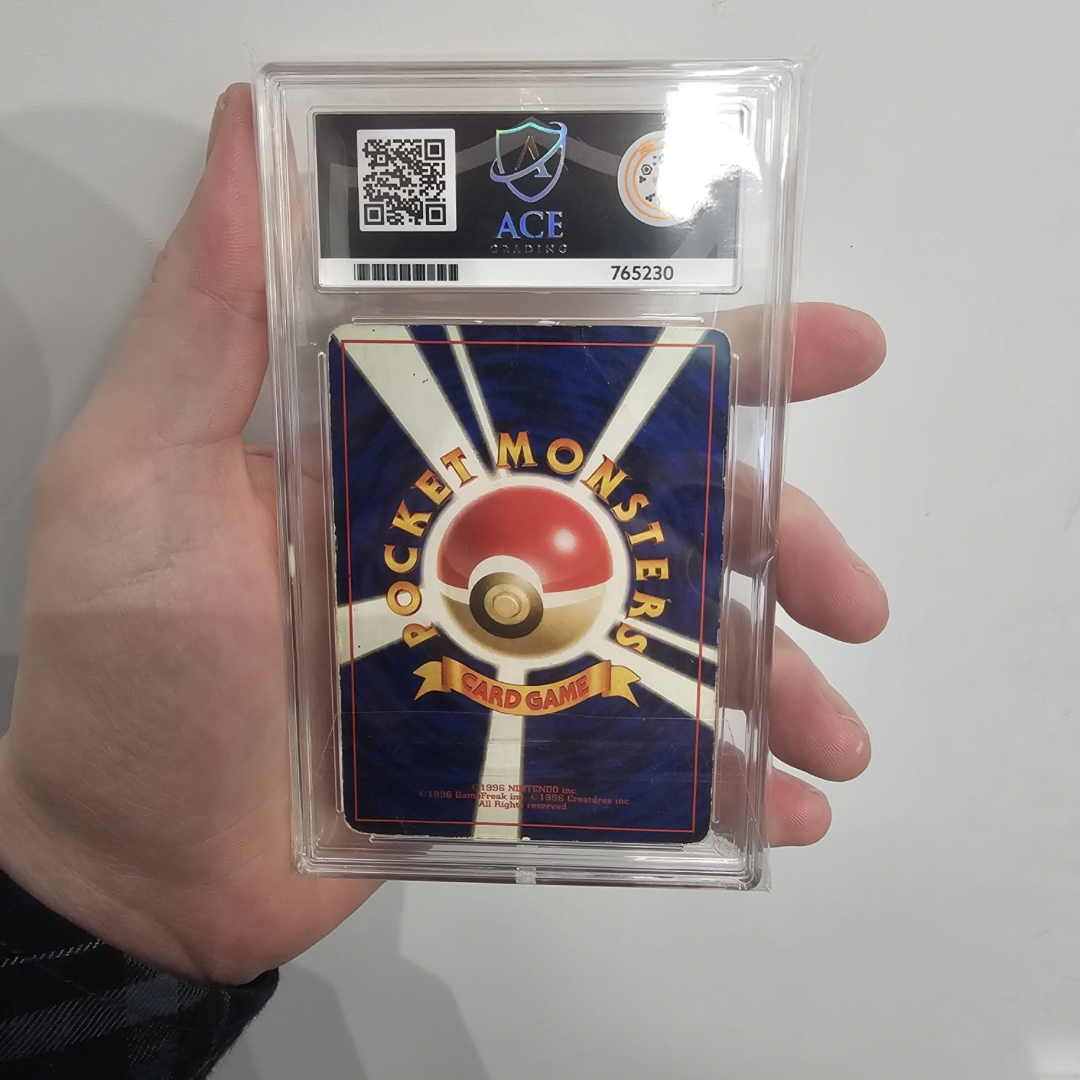 A
ACE
GRADING
765230
POCKET MONSTERS
CARD GAME
©1996 NINTENDO inc.
©1996 GameFreak inc. ©1996 Creatures inc
All Rights reserved.